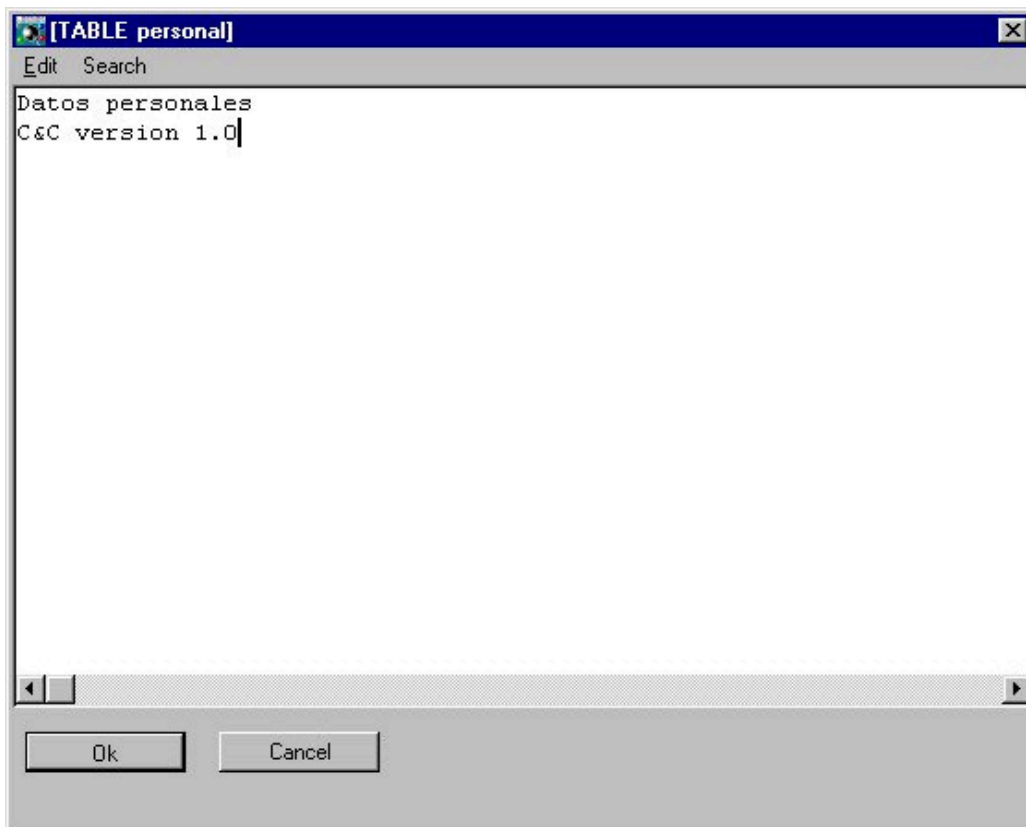 [TABLE personal]
Edit Search
Datos personales
C&C version 1.0
Ok Cancel